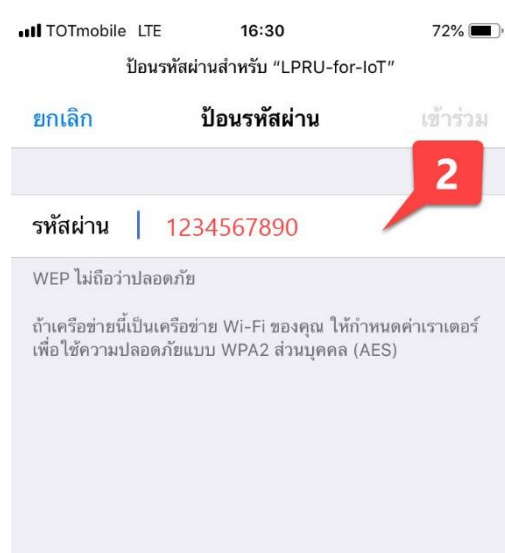 TOTmobile LTE 16:30 72%
ป้อนรหัสผ่านสำหรับ “LPRU-for-IoT”
ยกเลิก ป้อนรหัสผ่าน เข้าร่วม
2
รหัสผ่าน 1234567890
WEP ไม่ถือว่าปลอดภัย
ถ้าเครือข่ายนี้เป็นเครือข่าย Wi-Fi ของคุณ ให้กำหนดค่าเราเตอร์
เพื่อใช้ความปลอดภัยแบบ WPA2 ส่วนบุคคล (AES)